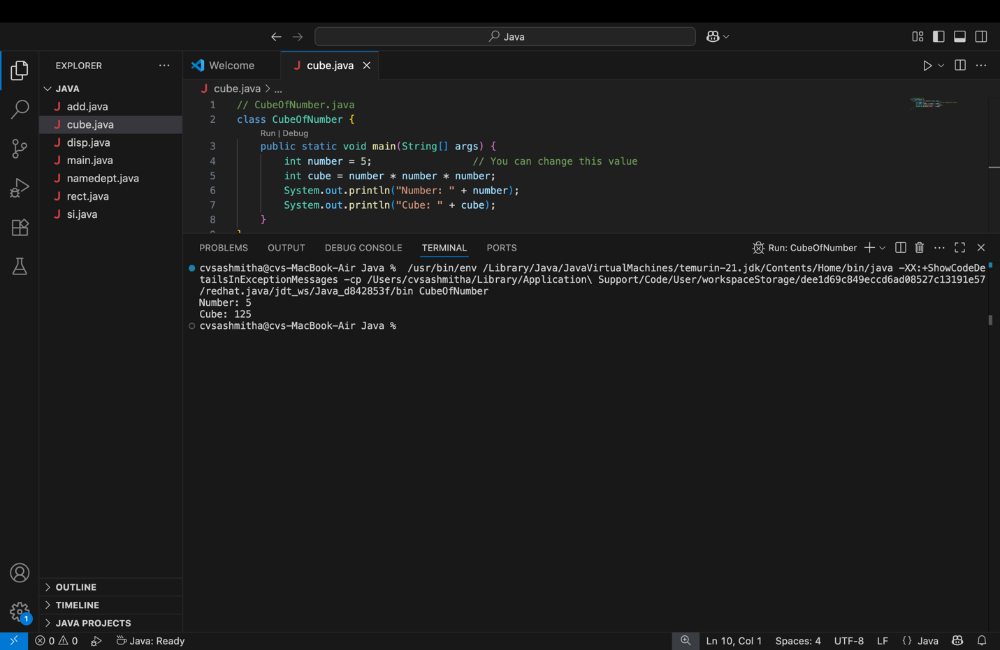 Java
EXPLORER
Welcome
cube.java
JAVA
cube.java > ...
add.java
cube.java
disp.java
main.java
namedept.java
rect.java
si.java
1 // CubeOfNumber.java
2 class CubeOfNumber {
Run | Debug
3 public static void main(String[] args) {
4 int number = 5; // You can change this value
5 int cube = number * number * number;
6 System.out.println("Number: " + number);
7 System.out.println("Cube: " + cube);
8 }
PROBLEMS OUTPUT DEBUG CONSOLE TERMINAL PORTS
Run: CubeOfNumber
cvsashmitha@cvs-MacBook-Air Java % /usr/bin/env /Library/Java/JavaVirtualMachines/temurin-21.jdk/Contents/Home/bin/java -XX:+ShowCodeDe
tailsInExceptionMessages -cp /Users/cvsashmitha/Library/Application\ Support/Code/User/workspaceStorage/dee1d69c849eccd6ad08527c13191e57
/redhat.java/jdt_ws/Java_d842853f/bin CubeOfNumber
Number: 5
Cube: 125
cvsashmitha@cvs-MacBook-Air Java %
OUTLINE
TIMELINE
JAVA PROJECTS
1
0 0 Java: Ready
Ln 10, Col 1 Spaces: 4 UTF-8 LF {} Java